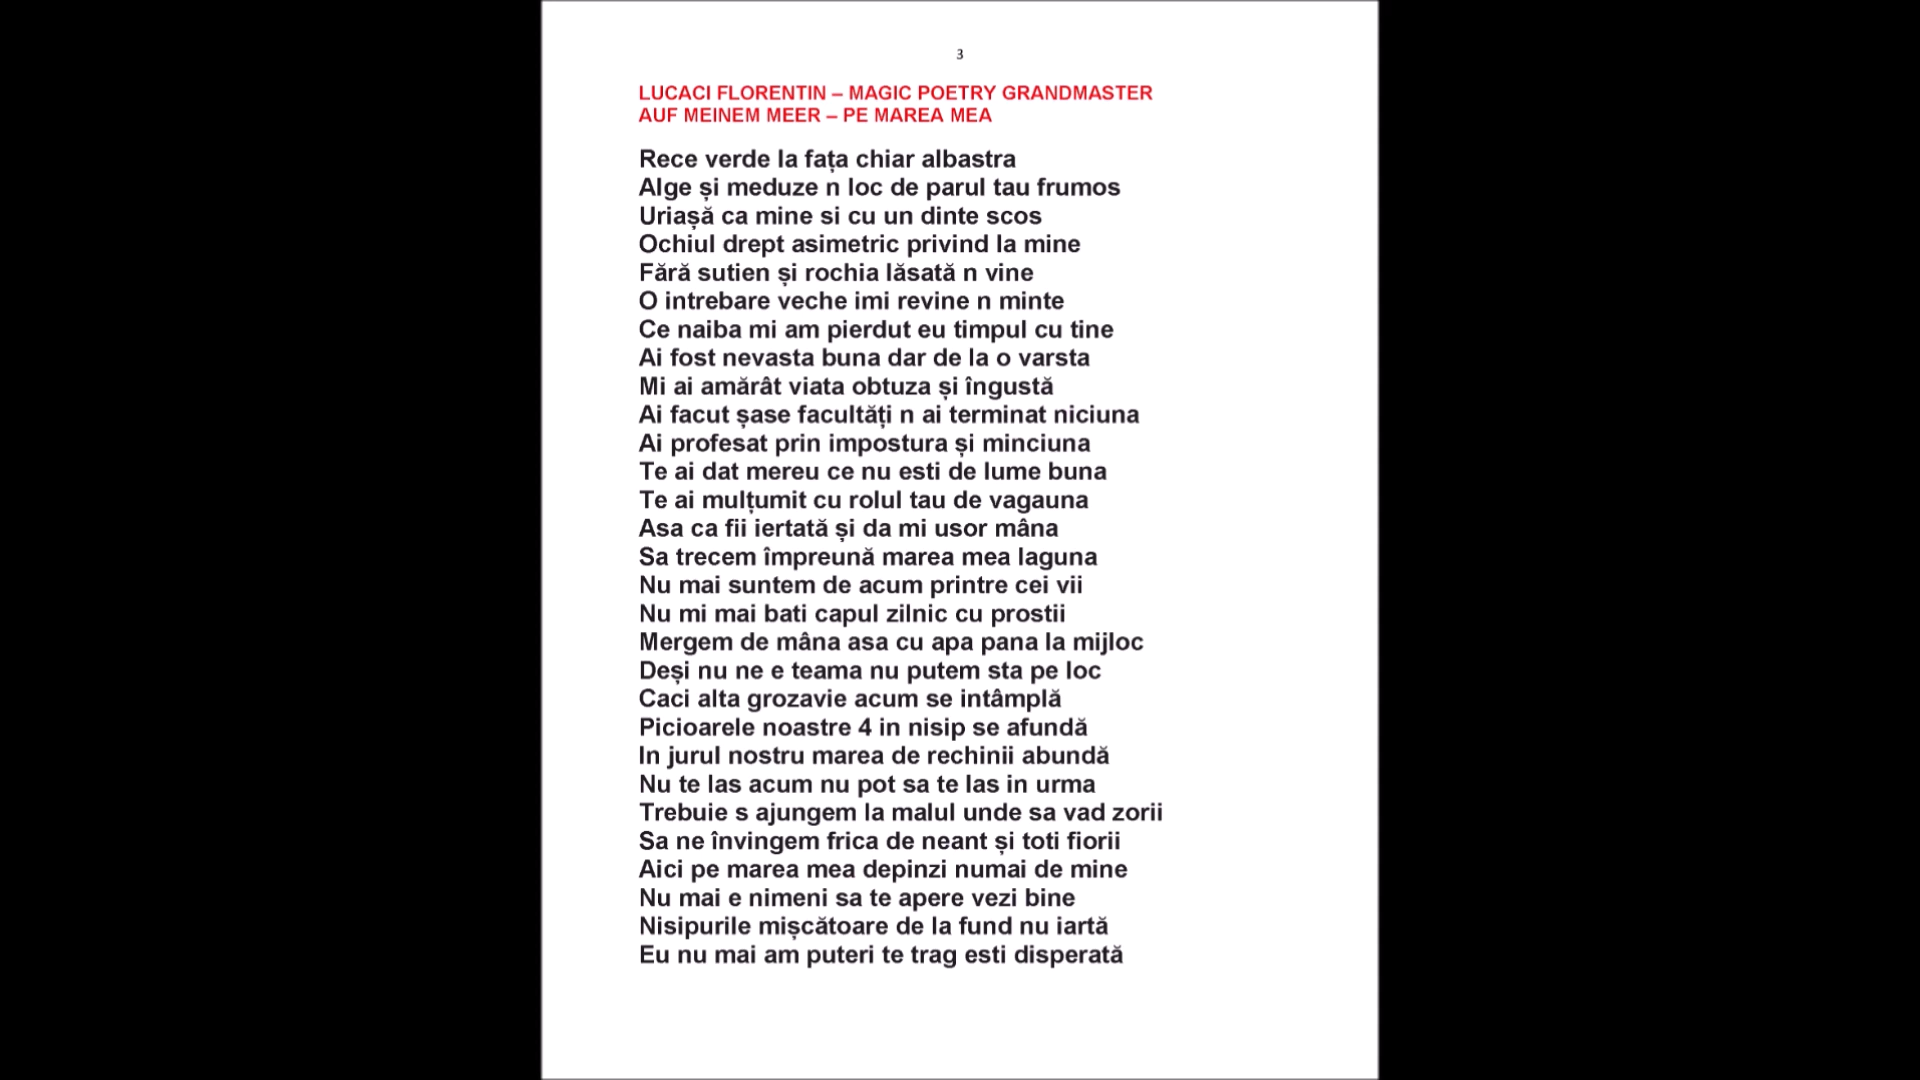 3
LUCACI FLORENTIN – MAGIC POETRY GRANDMASTER
AUF MEINEM MEER – PE MAREA MEA
Rece verde la fața chiar albastra
Alge și meduze n loc de parul tau frumos
Uriașă ca mine si cu un dinte scos
Ochiul drept asimetric privind la mine
Fără sutien și rochia lăsată n vine
O intrebare veche imi revine n minte
Ce naiba mi am pierdut eu timpul cu tine
Ai fost nevasta buna dar de la o varsta
Mi ai amărât viata obtuza și îngustă
Ai facut șase facultăți n ai terminat niciuna
Ai profesat prin impostura și minciuna
Te ai dat mereu ce nu esti de lume buna
Te ai mulțumit cu rolul tau de vagauna
Asa ca fii iertată și da mi usor mâna
Sa trecem împreună marea mea laguna
Nu mai suntem de acum printre cei vii
Nu mi mai bati capul zilnic cu prostii
Mergem de mâna asa cu apa pana la mijloc
Deși nu ne e teama nu putem sta pe loc
Caci alta grozavie acum se intâmplă
Picioarele noastre 4 in nisip se afundă
In jurul nostru marea de rechinii abundă
Nu te las acum nu pot sa te las in urma
Trebuie s ajungem la malul unde sa vad zorii
Sa ne învingem frica de neant și toti fiorii
Aici pe marea mea depinzi numai de mine
Nu mai e nimeni sa te apere vezi bine
Nisipurile mișcătoare de la fund nu iartă
Eu nu mai am puteri te trag esti disperată